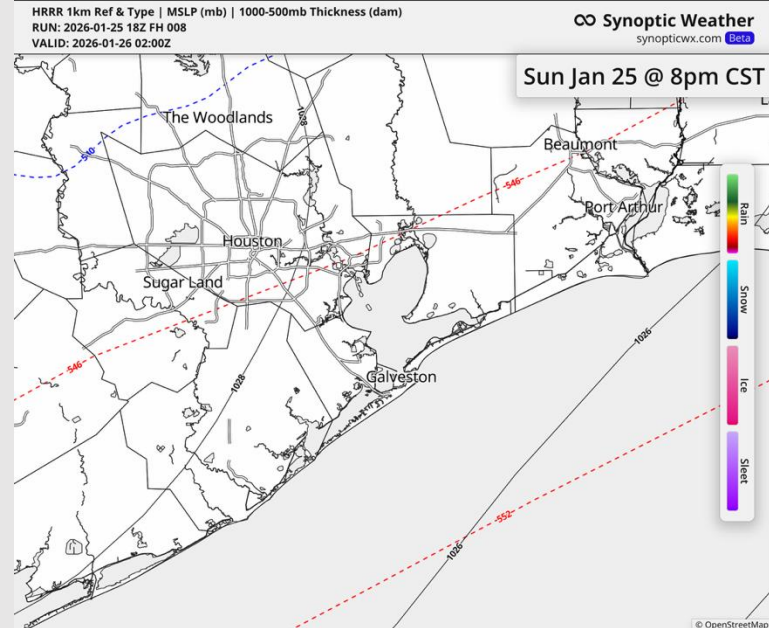 HRRR 1km Ref & Type | MSLP (mb) | 1000-500mb Thickness (dam)
RUN: 2026-01-25 18Z FH 008
VALID: 2026-01-26 02:00Z
Synoptic Weather
synopticwx.com Beta
Sun Jan 25 @ 8pm CST
The Woodlands
1028
540
Beaumont
546
Port Arthur
Houston
Sugar Land
Rain
Snow
Ice
Sleet
1026
546
1028
Galveston
552
1026
© OpenStreetMap